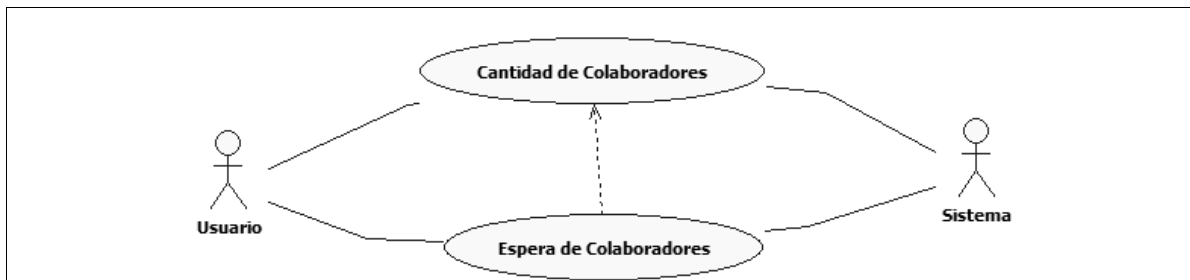 Cantidad de Colaboradores
Usuario
Sistema
Espera de Colaboradores